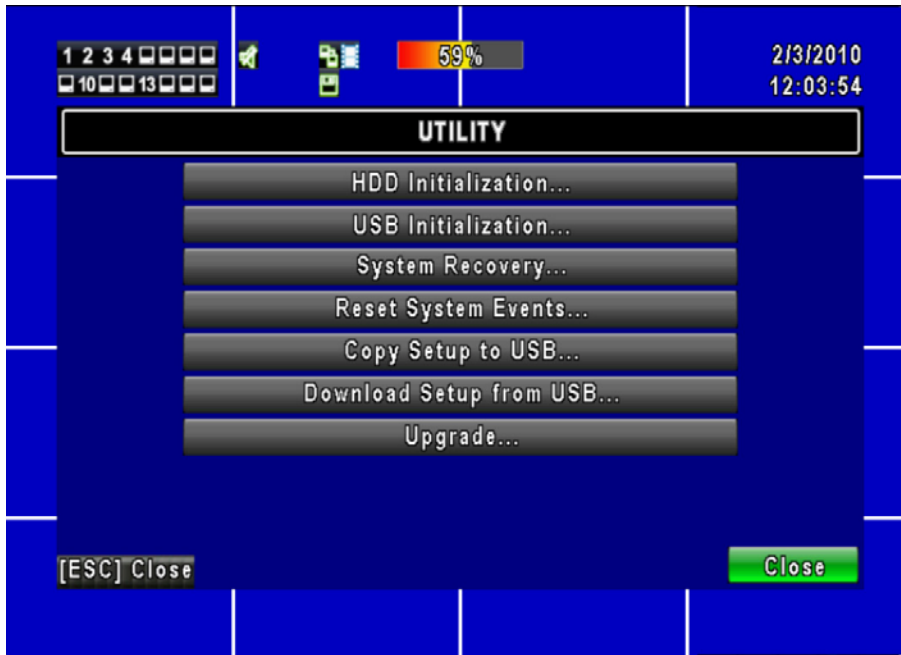 1 2 3 4
10 13
59%
2/3/2010
12:03:54
UTILITY
HDD Initialization...
USB Initialization...
System Recovery...
Reset System Events...
Copy Setup to USB...
Download Setup from USB...
Upgrade...
[ESC] Close
Close